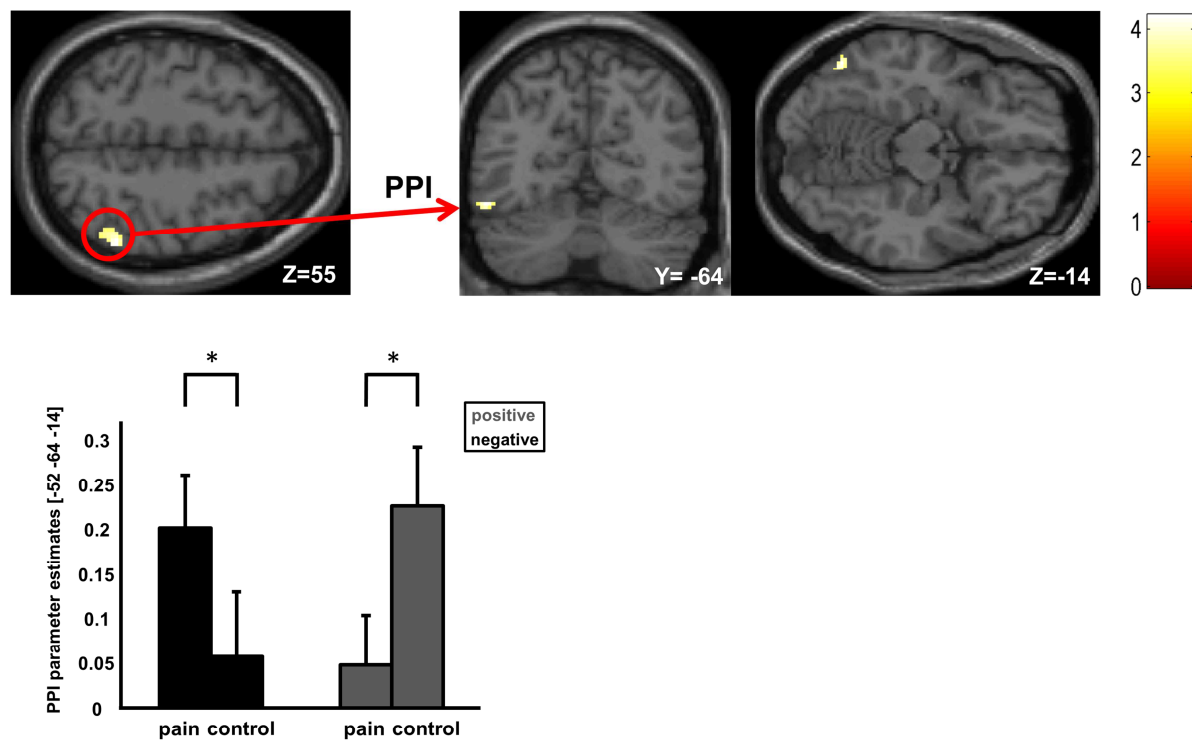 PPI
Z=55
Y= -64
Z=-14
4
3
2
1
0
*
*
positive
negative
PPI parameter estimates [-52 -64 -14]
0.3
0.25
0.2
0.15
0.1
0.05
0
pain control
pain control